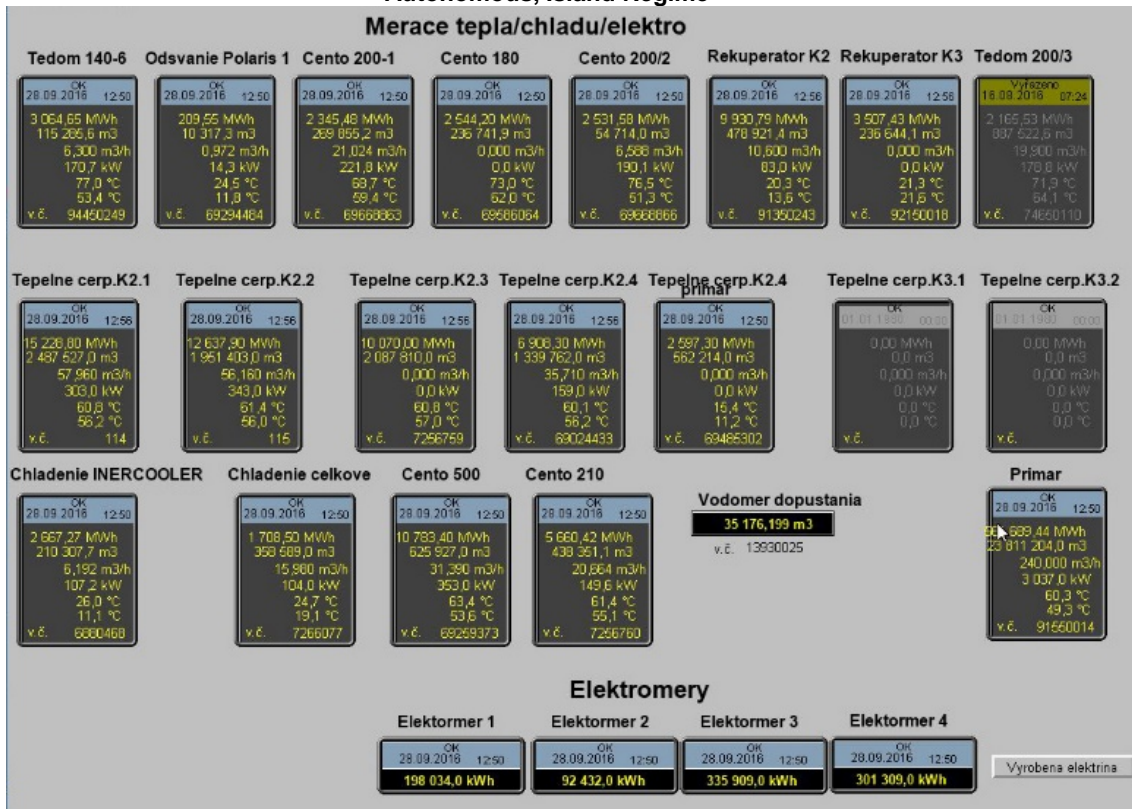 Autonomous, Island Regime
Merace tepla/chladu/elektro
Tedom 140-6
OK
28.09.2016 12:50
3 064,65 MWh
115 285,6 m3
6,300 m3/h
170,7 kW
77,0 °C
53,4 °C
v.č. 94450249
Odsvanie Polaris 1
OK
28.09.2016 12:50
209,55 MWh
10 317,3 m3
0,972 m3/h
14,3 kW
24,5 °C
11,8 °C
v.č. 69294484
Cento 200-1
OK
28.09.2016 12:50
2 345,48 MWh
269 855,2 m3
21,024 m3/h
221,8 kW
68,7 °C
59,4 °C
v.č. 69668863
Cento 180
OK
28.09.2016 12:50
2 544,20 MWh
236 741,9 m3
0,000 m3/h
0,0 kW
73,0 °C
62,0 °C
v.č. 69586064
Cento 200/2
OK
28.09.2016 12:50
2 531,58 MWh
54 714,0 m3
6,588 m3/h
190,1 kW
76,5 °C
51,3 °C
v.č. 69668866
Rekuperator K2
OK
28.09.2016 12:56
9 930,79 MWh
478 921,4 m3
10,600 m3/h
83,0 kW
20,3 °C
13,6 °C
v.č. 91350243
Rekuperator K3
OK
28.09.2016 12:56
3 507,43 MWh
236 644,1 m3
0,000 m3/h
0,0 kW
21,3 °C
21,6 °C
v.č. 92150018
Tedom 200/3
Vyřazeno
16.09.2016 07:24
2 165,53 MWh
887 522,6 m3
19,900 m3/h
178,8 kW
71,9 °C
64,1 °C
v.č. 74650110
Tepelne cerp.K2.1
OK
28.09.2016 12:56
15 228,80 MWh
2 487 527,0 m3
57,960 m3/h
303,0 kW
60,8 °C
56,2 °C
v.č. 114
Tepelne cerp.K2.2
OK
28.09.2016 12:56
12 637,90 MWh
1 951 403,0 m3
56,160 m3/h
343,0 kW
61,4 °C
56,0 °C
v.č. 115
Tepelne cerp.K2.3
OK
28.09.2016 12:56
10 070,00 MWh
2 087 810,0 m3
0,000 m3/h
0,0 kW
60,8 °C
57,0 °C
v.č. 7256759
Tepelne cerp.K2.4
OK
28.09.2016 12:56
6 908,30 MWh
1 339 762,0 m3
35,710 m3/h
159,0 kW
60,1 °C
56,2 °C
v.č. 69024433
Tepelne cerp.K2.4
primar
OK
28.09.2016 12:50
2 597,30 MWh
562 214,0 m3
0,000 m3/h
0,0 kW
15,4 °C
11,2 °C
v.č. 69485302
Tepelne cerp.K3.1
OK
01.01.1980 00:00
0,00 MWh
0,0 m3
0,000 m3/h
0,0 kW
0,0 °C
0,0 °C
v.č.
Tepelne cerp.K3.2
OK
01.01.1980 00:00
0,00 MWh
0,0 m3
0,000 m3/h
0,0 kW
0,0 °C
0,0 °C
v.č.
Chladenie INERCOOLER
OK
28.09.2016 12:50
2 667,27 MWh
210 307,7 m3
6,192 m3/h
107,2 kW
26,0 °C
11,1 °C
v.č. 6880468
Chladenie celkove
OK
28.09.2016 12:50
1 708,50 MWh
358 589,0 m3
15,980 m3/h
104,0 kW
24,7 °C
19,1 °C
v.č. 7266077
Cento 500
OK
28.09.2016 12:50
10 783,40 MWh
625 927,0 m3
31,390 m3/h
353,0 kW
63,4 °C
53,6 °C
v.č. 69259373
Cento 210
OK
28.09.2016 12:50
5 660,42 MWh
438 351,1 m3
20,664 m3/h
149,6 kW
61,4 °C
55,1 °C
v.č. 7256760
Vodomer dopustania
35 176,199 m3
v.č. 13930025
Primar
OK
28.09.2016 12:50
689,44 MWh
23 811 204,0 m3
240,000 m3/h
3 037,0 kW
60,3 °C
49,3 °C
v.č. 91550014
Elektromery
Elektormer 1
OK
28.09.2016 12:50
198 034,0 kWh
Elektormer 2
OK
28.09.2016 12:50
92 432,0 kWh
Elektormer 3
OK
28.09.2016 12:50
335 909,0 kWh
Elektormer 4
OK
28.09.2016 12:50
301 309,0 kWh
Vyrobena elektrina